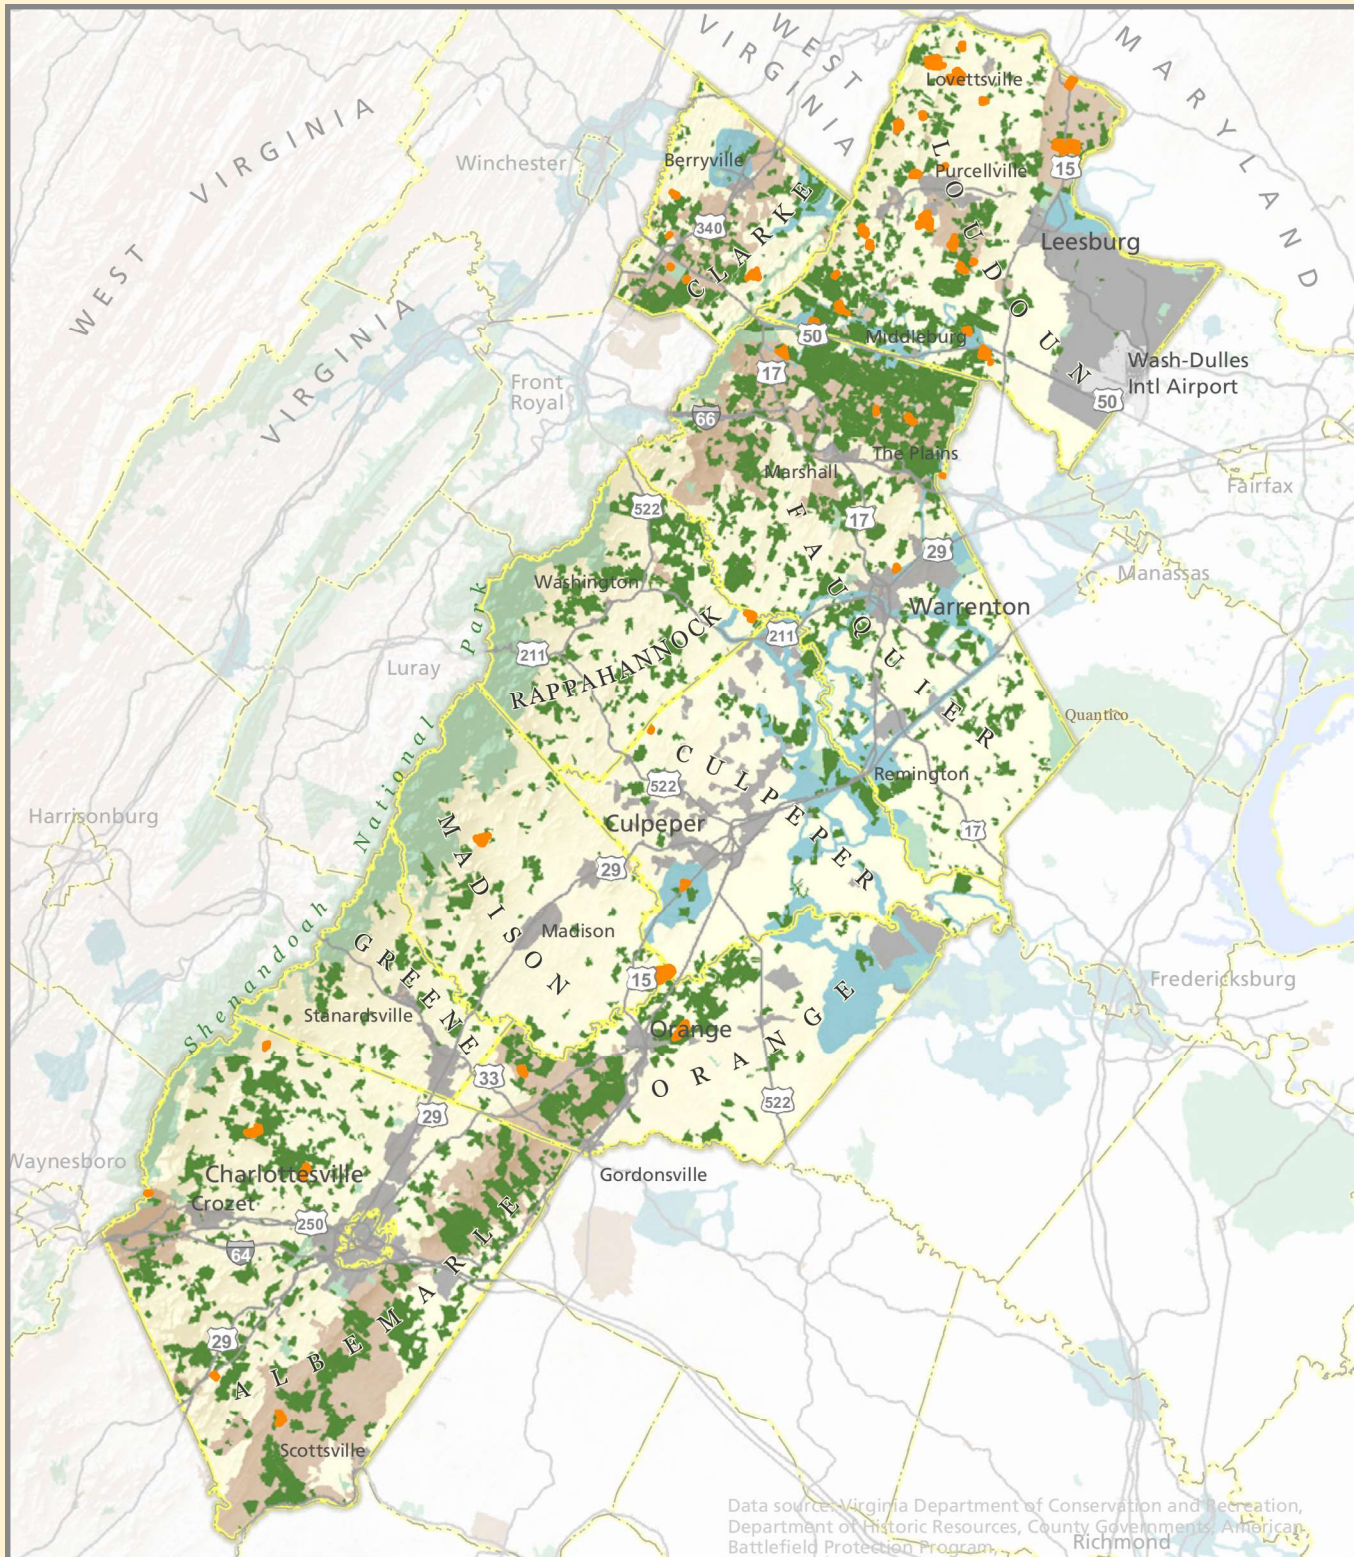 WEST
VIRGINIA
MARYLAND
Lovettsville
WEST
VIRGINIA
Winchester
Berryville
LOUDOUN
Purcellville
15
340
CLARKE
Leesburg
VIRGINIA
50
Middleburg
Wash-Dulles
Intl Airport
17
50
Front
Royal
66
The Plains
Marshall
Fairfax
522
FAUQUIER
17
29
Manassas
Washington
Warrenton
211
RAPPAHANNOCK
211
Luray
Quantico
Shenandoah National Park
CULPEPER
Remington
522
Harrisonburg
Culpeper
17
MADISON
29
Madison
GREENE
15
Fredericksburg
Stanardsville
Orange
ORANGE
33
522
29
Waynesboro
Charlottesville
Gordonsville
Crozet
250
64
ALBEMARLE
29
Scottsville
Data source: Virginia Department of Conservation and Recreation,
Department of Historic Resources, County Governments, American
Battlefield Protection Program,
Richmond